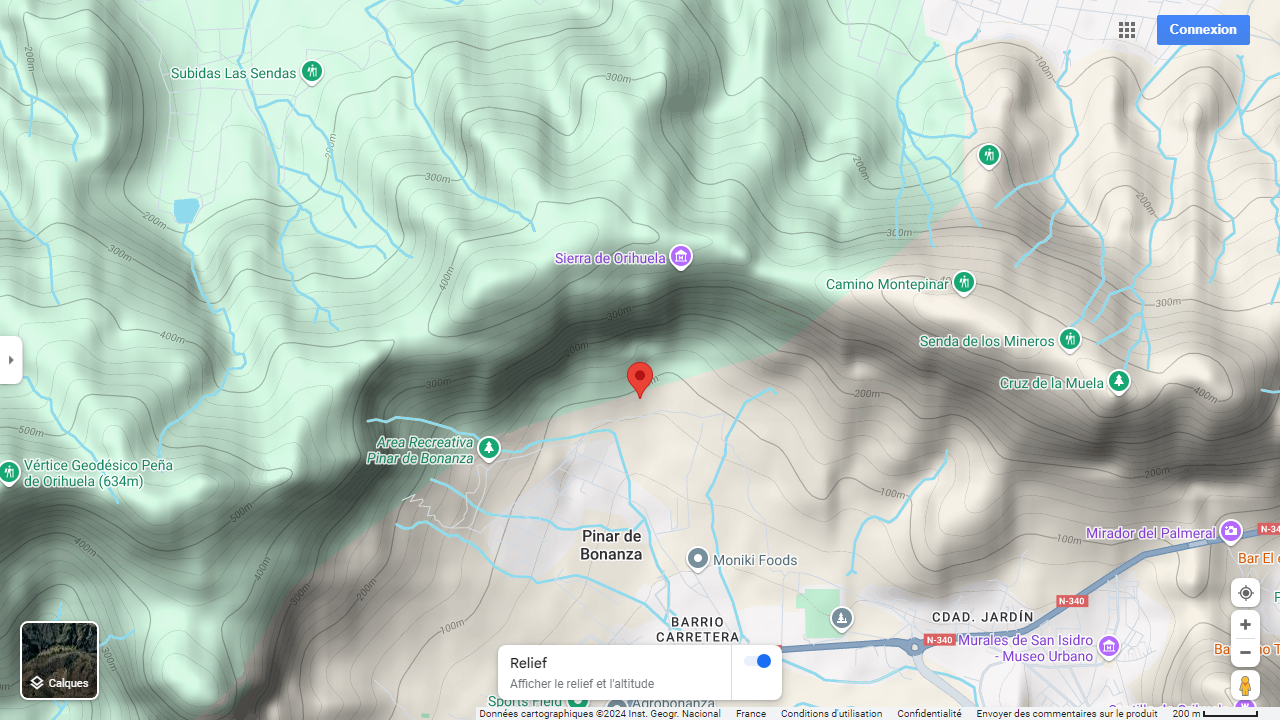 Connexion
200m
100m
300m
Subidas Las Sendas
200m
200m
300m
200m
200m
300m
300m
Sierra de Orihuela
400m
Camino Montepinar
300m
300m
400m
Senda de los Mineros
200m
300m
Cruz de la Muela
400m
200m
500m
Area Recreativa
Pinar de Bonanza
Vértice Geodésico Peña
de Orihuela (634m)
200m
100m
500m
Pinar de
Bonanza
Mirador del Palmeral
N-34
100m
400m
Moniki Foods
Bar El
400m
300m
200m
N-340
BARRIO
CARRETERA
CDAD. JARDÍN
100m
300m
N-340
Murales de San Isidro
- Museo Urbano
Relief
Afficher le relief et l'altitude
Calques
Sports Field
Agrobonanza
Données cartographiques ©2024 Inst. Geogr. Nacional
France
Conditions d'utilisation
Confidentialité
Envoyer des commentaires sur le produit
200 m